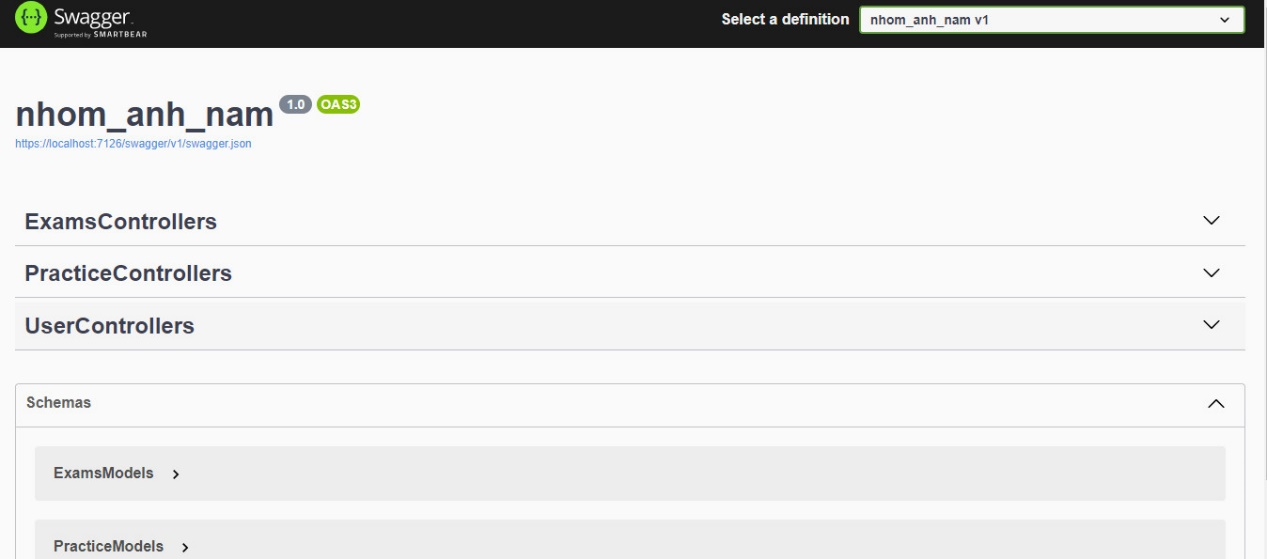 Swagger.
Supported by SMARTBEAR
Select a definition
nhom_anh_nam v1
nhom_anh_nam 1.0 OAS3
https://localhost:7126/swagger/v1/swagger.json
ExamsControllers
PracticeControllers
UserControllers
Schemas
ExamsModels
PracticeModels